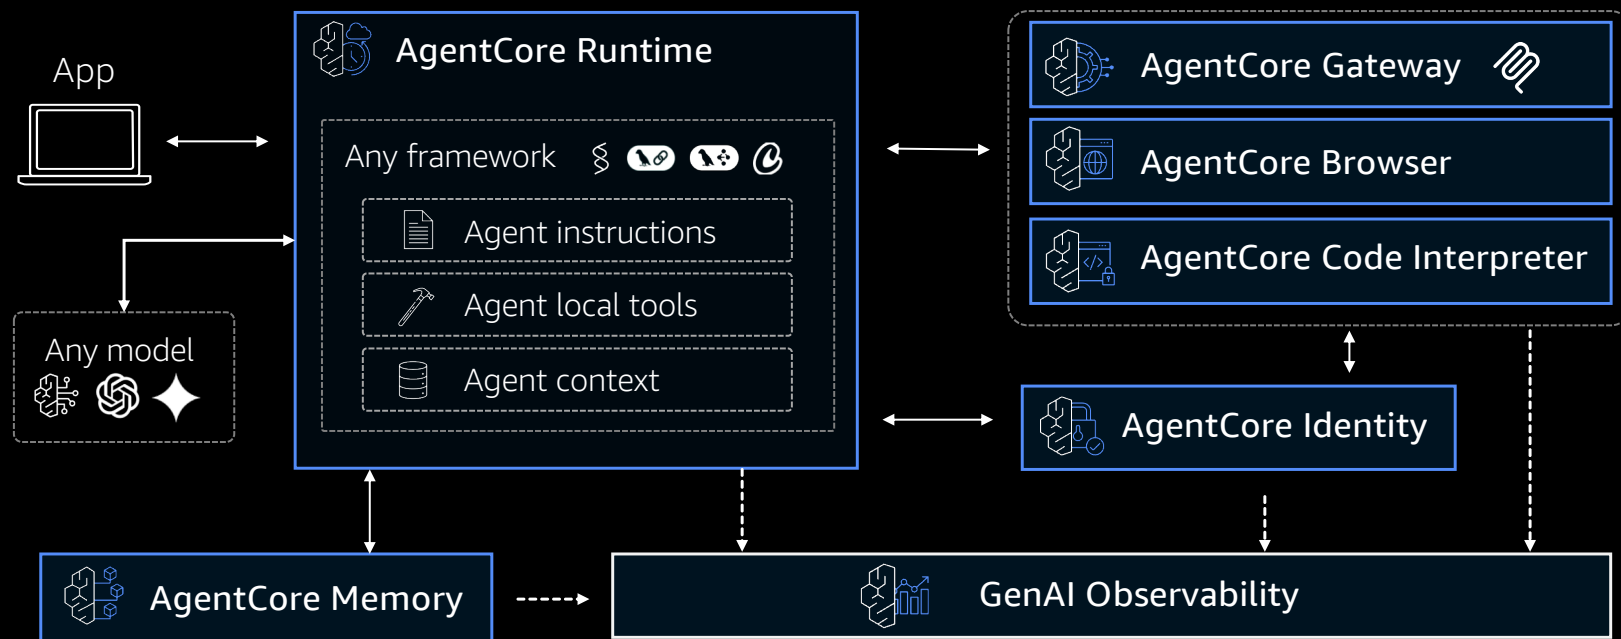 App
AgentCore Runtime
Any framework
Agent instructions
Agent local tools
Agent context
Any model
AgentCore Gateway
AgentCore Browser
AgentCore Code Interpreter
AgentCore Identity
AgentCore Memory
GenAI Observability